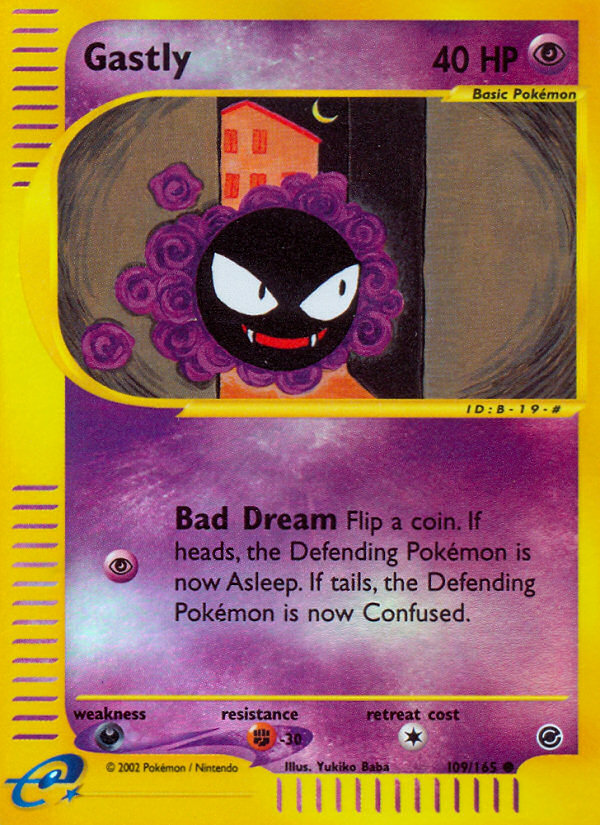 Gastly 40 HP
Basic Pokémon
ID:B-19-#
Bad Dream Flip a coin. If
heads, the Defending Pokémon is
now Asleep. If tails, the Defending
Pokémon is now Confused.
weakness resistance retreat cost
-30
© 2002 Pokémon / Nintendo Illus. Yukiko Baba 109/165